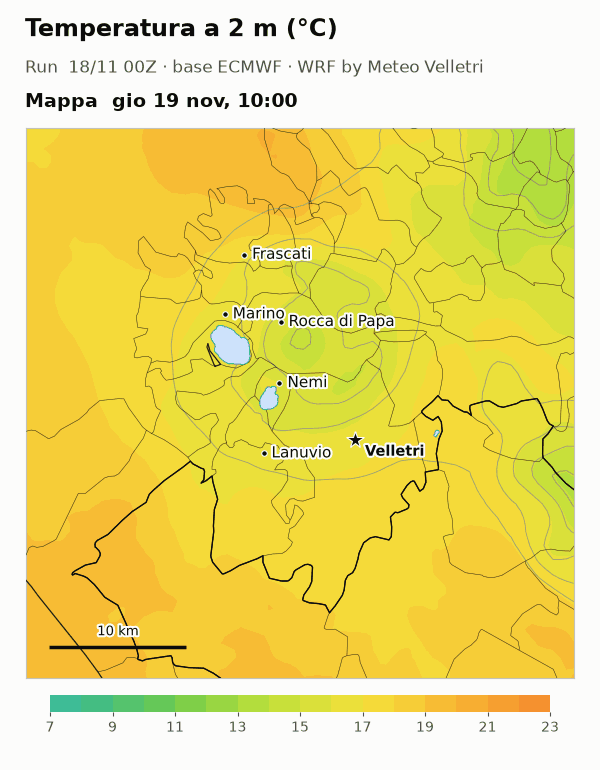 Temperatura a 2 m (°C)
Run  18/11 00Z · base ECMWF · WRF by Meteo Velletri
Mappa  gio 19 nov, 10:00
Frascati
Marino
Rocca di Papa
Nemi
Velletri
Lanuvio
10 km
7 9 11 13 15 17 19 21 23